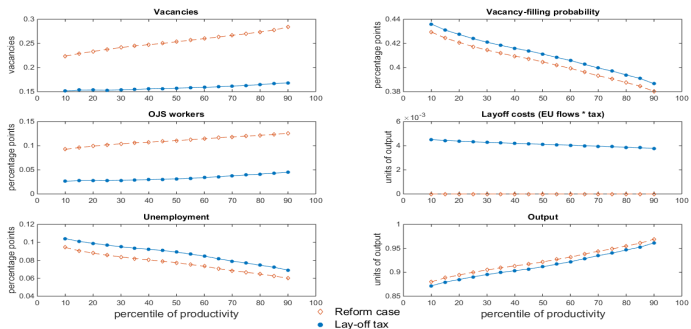 Vacancies
vacancies
0.3
0.25
0.2
0.15
0 10 20 30 40 50 60 70 80 90 100
Vacancy-filling probability
percentage points
0.44
0.42
0.4
0.38
0 10 20 30 40 50 60 70 80 90 100
OJS workers
percentage points
0.15
0.1
0.05
0
0 10 20 30 40 50 60 70 80 90 100
Layoff costs (EU flows * tax)
units of output
× 10⁻³
6
4
2
0
0 10 20 30 40 50 60 70 80 90 100
Unemployment
percentage points
0.12
0.1
0.08
0.06
0.04
0 10 20 30 40 50 60 70 80 90 100
percentile of productivity
Output
units of output
1
0.95
0.9
0.85
0 10 20 30 40 50 60 70 80 90 100
percentile of productivity
Reform case
Lay-off tax